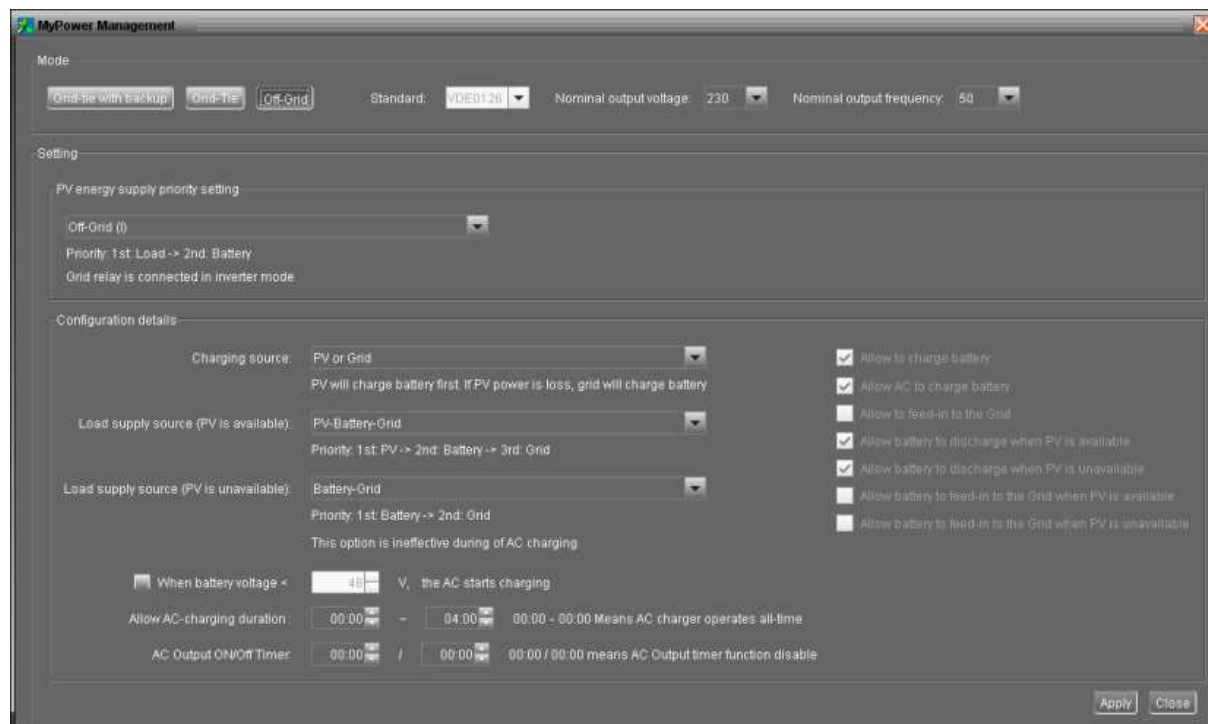 MyPower Management
Mode
Grid-tie with backup Grid-Tie Off-Grid Standard: VDE0126 Nominal output voltage: 230 Nominal output frequency: 50
Setting
PV energy supply priority setting
Off-Grid (I)
Priority: 1st: Load -> 2nd: Battery
Grid relay is connected in inverter mode
Configuration details
Charging source: PV or Grid
PV will charge battery first. If PV power is loss, grid will charge battery
Load supply source (PV is available): PV-Battery-Grid
Priority: 1st: PV -> 2nd: Battery -> 3rd: Grid
Load supply source (PV is unavailable): Battery-Grid
Priority: 1st: Battery -> 2nd: Grid
This option is ineffective during of AC charging
Allow to charge battery
Allow AC to charge battery
Allow to feed-in to the Grid
Allow battery to discharge when PV is available
Allow battery to discharge when PV is unavailable
Allow battery to feed-in to the Grid when PV is available
Allow battery to feed-in to the Grid when PV is unavailable
When battery voltage < 48 V, the AC starts charging
Allow AC-charging duration : 00:00 - 04:00 00:00 - 00:00 Means AC charger operates all-time
AC Output ON/Off Timer: 00:00 / 00:00 00:00 / 00:00 means AC Output timer function disable
Apply Close